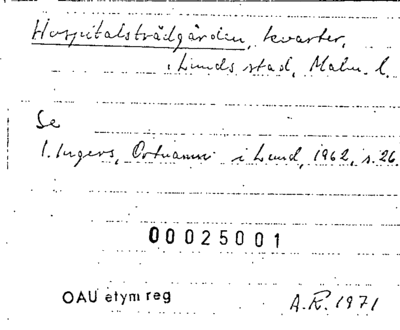 Hospitalsträdgården, kvarter,
i Lunds stad, Malm. l.
Se
I. Ingers, Ortnamn i Lund, 1962, s. 26.
00025001
OAU etym reg
A.R. 1971